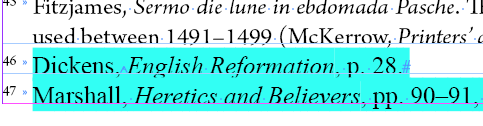 45 Fitzjames, Sermo die lune in ebdomada Pasche.
used between 1491–1499 (McKerrow, Printers'
46 Dickens, English Reformation, p. 28.
47 Marshall, Heretics and Believers, pp. 90–91,